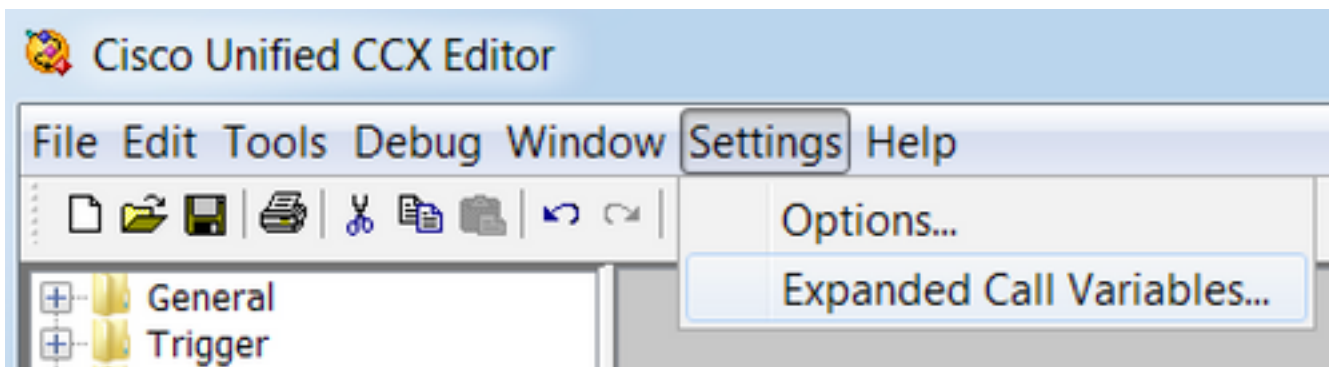 Cisco Unified CCX Editor
File Edit Tools Debug Window Settings Help
Options...
Expanded Call Variables...
General
Trigger